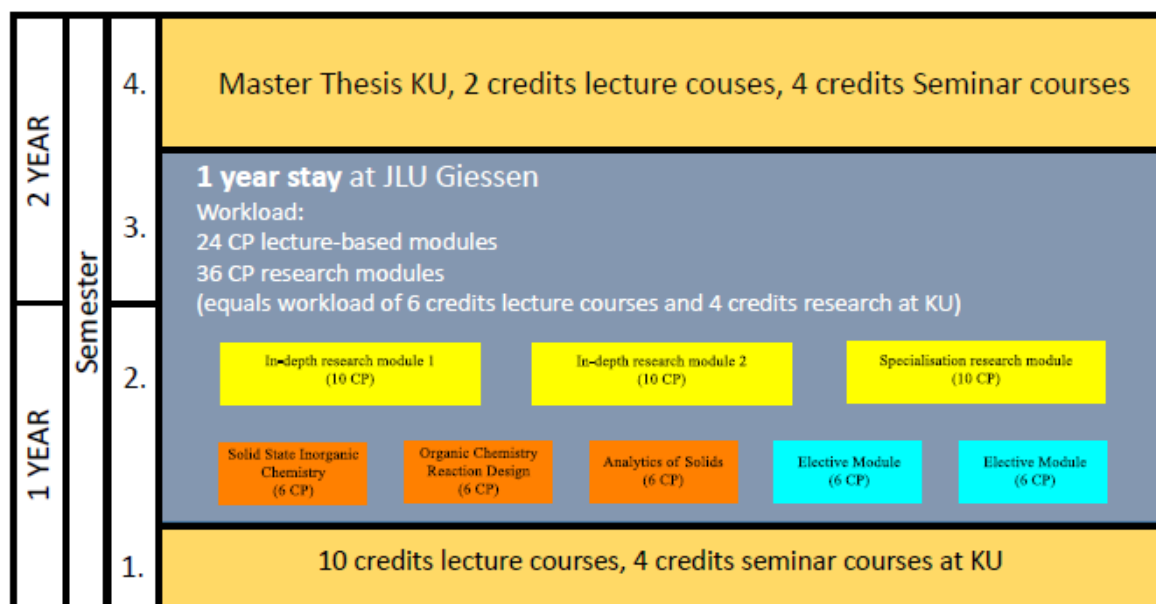 2 YEAR
1 YEAR
Semester
4.
Master Thesis KU, 2 credits lecture couses, 4 credits Seminar courses
3.
1 year stay at JLU Giessen
Workload:
24 CP lecture-based modules
36 CP research modules
(equals workload of 6 credits lecture courses and 4 credits research at KU)
2.
In-depth research module 1
(10 CP)
In-depth research module 2
(10 CP)
Specialisation research module
(10 CP)
Solid State Inorganic
Chemistry
(6 CP)
Organic Chemistry
Reaction Design
(6 CP)
Analytics of Solids
(6 CP)
Elective Module
(6 CP)
Elective Module
(6 CP)
1.
10 credits lecture courses, 4 credits seminar courses at KU